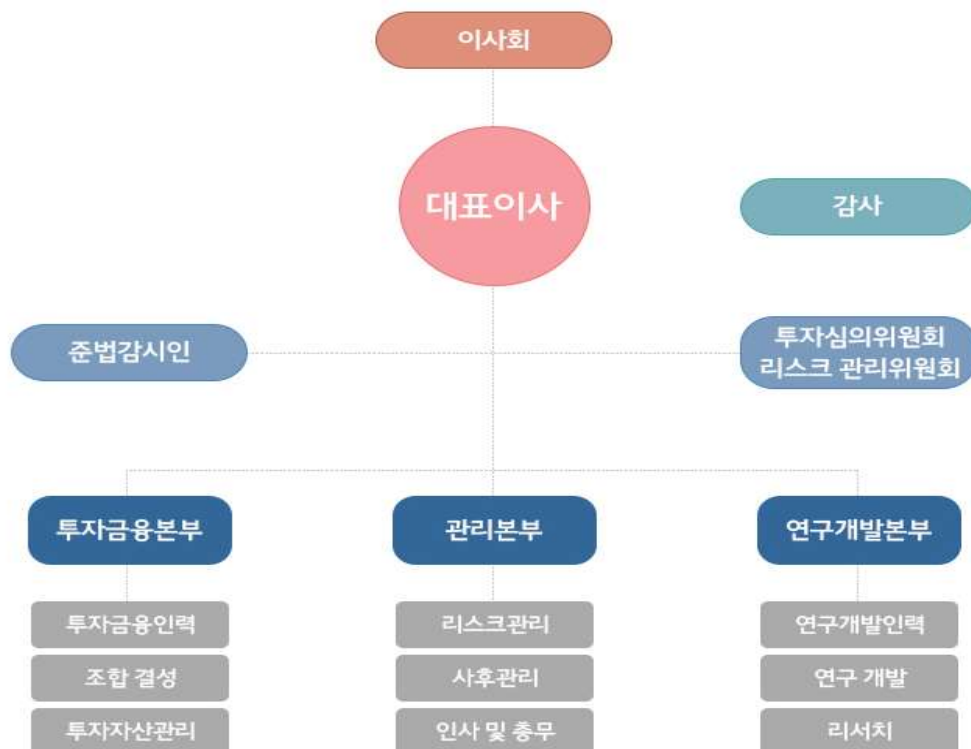 이사회
대표이사
감사
준법감시인
투자심의위원회
리스크 관리위원회
투자금융본부
관리본부
연구개발본부
투자금융인력
리스크관리
연구개발인력
조합 결성
사후관리
연구 개발
투자자산관리
인사 및 총무
리서치